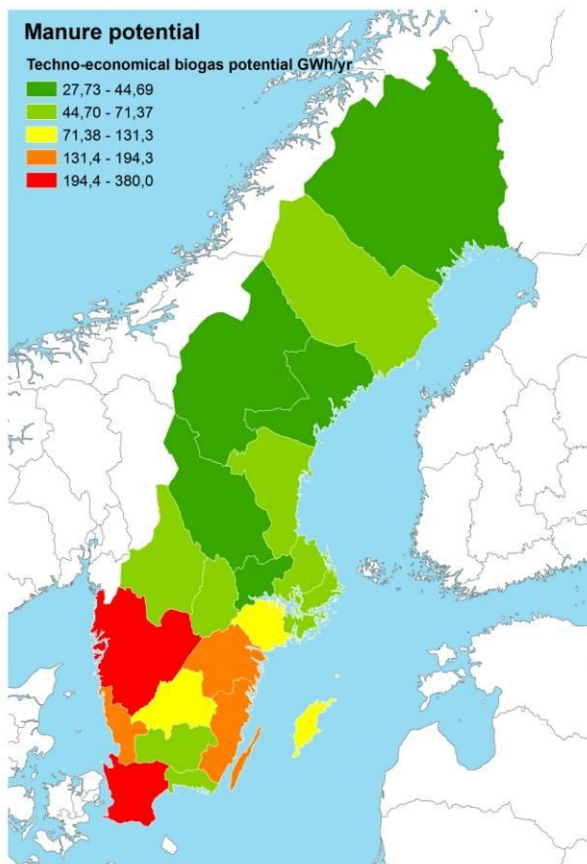 Manure potential
Techno-economical biogas potential GWh/yr
27,73 - 44,69
44,70 - 71,37
71,38 - 131,3
131,4 - 194,3
194,4 - 380,0